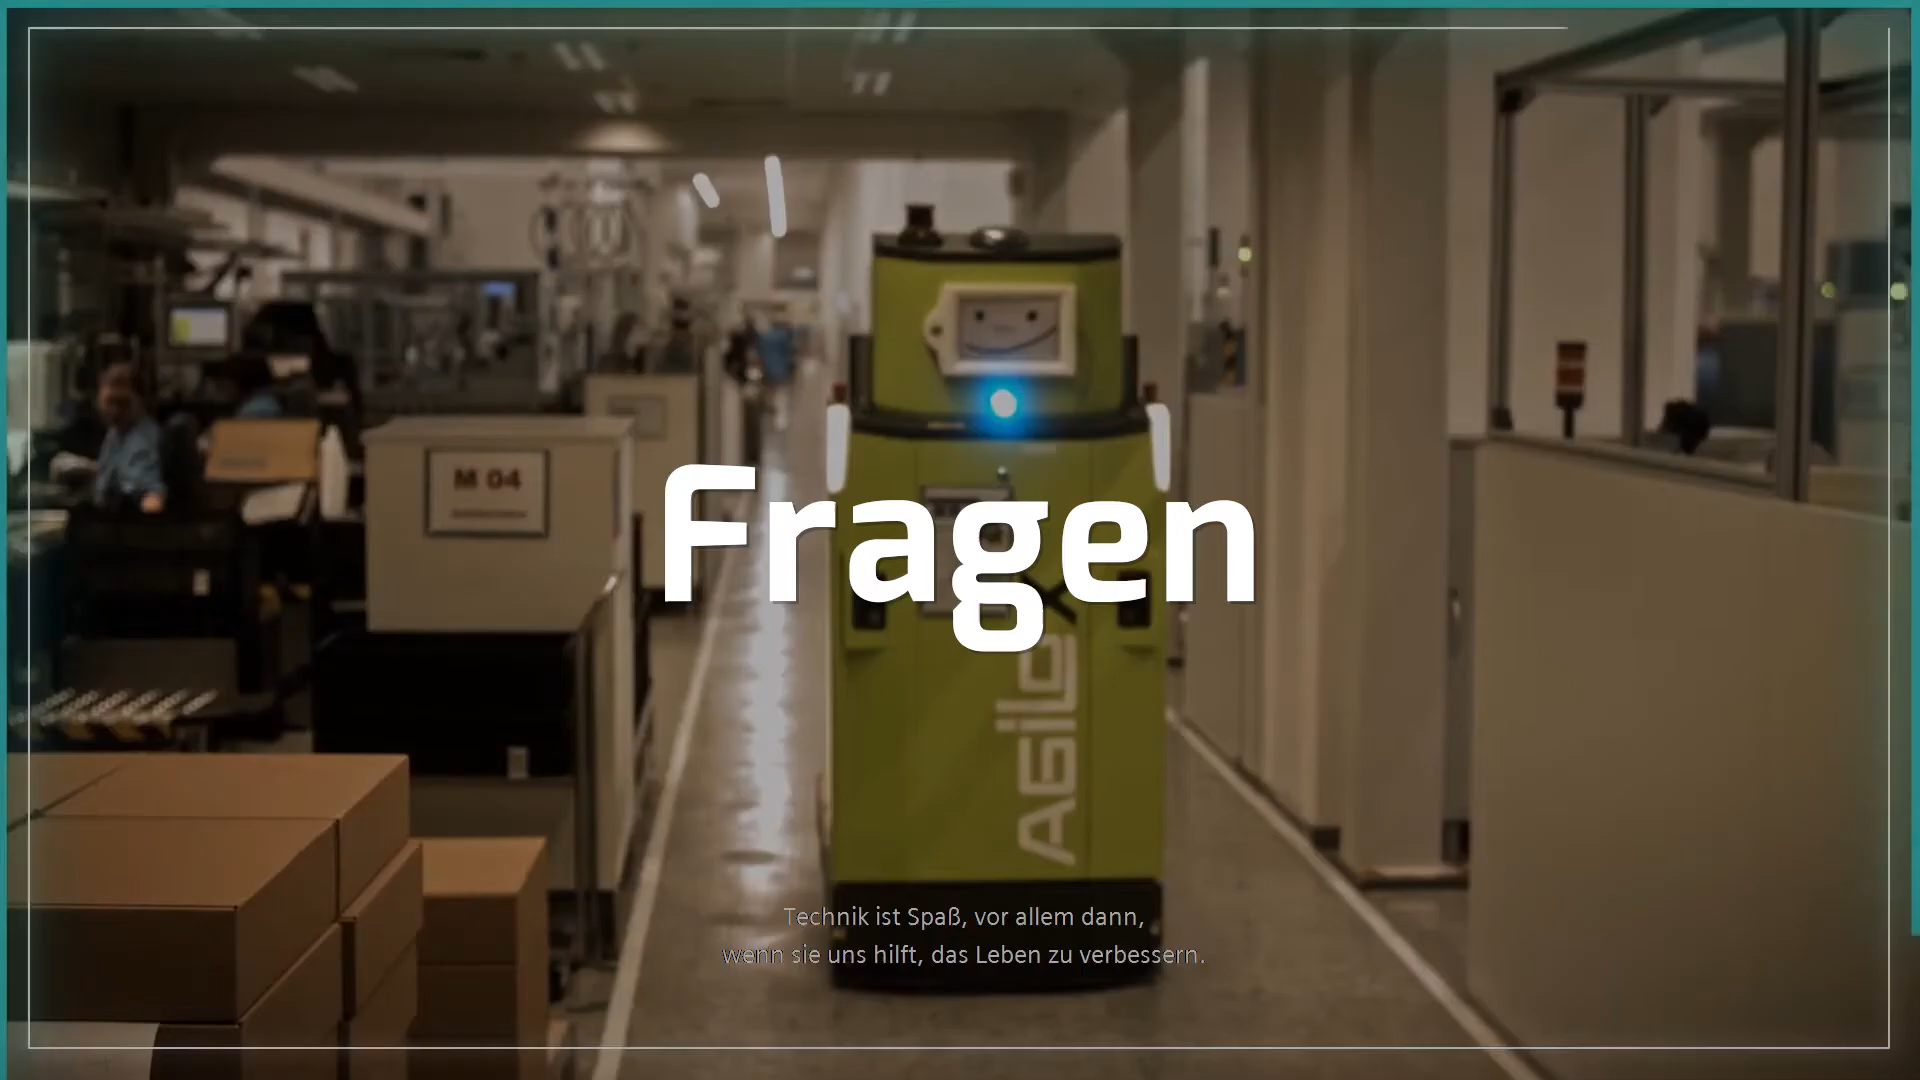 M 04
Fragen
AGiLOX
Technik ist Spaß, vor allem dann,
wenn sie uns hilft, das Leben zu verbessern.